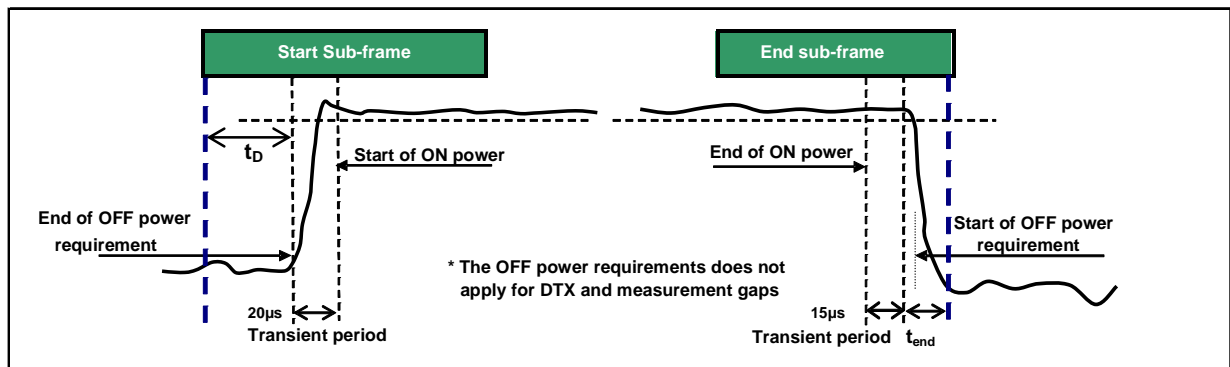 Start Sub-frame
End sub-frame
tD
Start of ON power
End of ON power
End of OFF power
requirement
Start of OFF power
requirement
* The OFF power requirements does not
apply for DTX and measurement gaps
20µs
Transient period
15µs
Transient period
tend